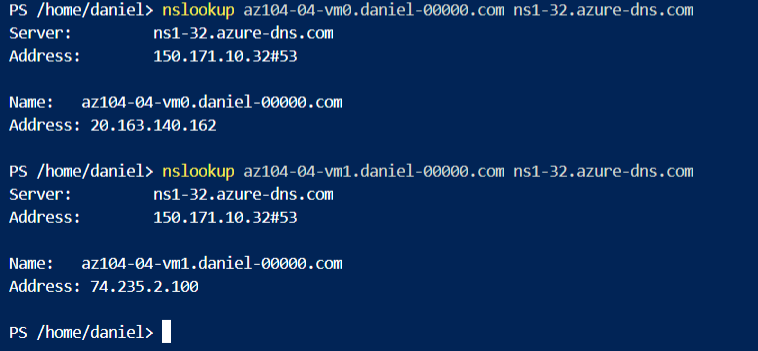 PS /home/daniel> nslookup az104-04-vm0.daniel-00000.com ns1-32.azure-dns.com
Server:         ns1-32.azure-dns.com
Address:        150.171.10.32#53
Name:   az104-04-vm0.daniel-00000.com
Address: 20.163.140.162
PS /home/daniel> nslookup az104-04-vm1.daniel-00000.com ns1-32.azure-dns.com
Server:         ns1-32.azure-dns.com
Address:        150.171.10.32#53
Name:   az104-04-vm1.daniel-00000.com
Address: 74.235.2.100
PS /home/daniel>